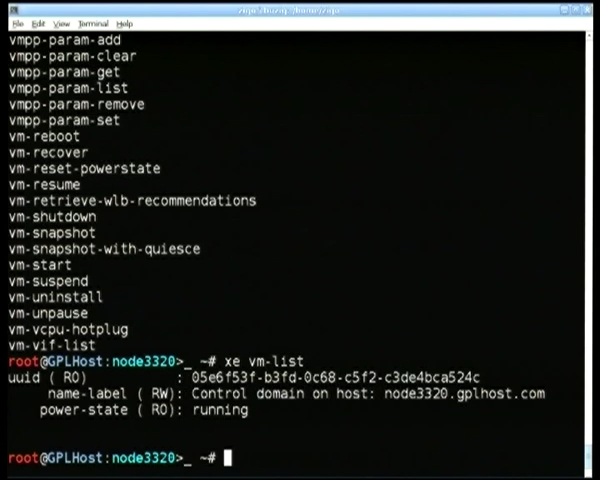 File Edit View Terminal Help
vmpp-param-add
vmpp-param-clear
vmpp-param-get
vmpp-param-list
vmpp-param-remove
vmpp-param-set
vm-reboot
vm-recover
vm-reset-powerstate
vm-resume
vm-retrieve-wlb-recommendations
vm-shutdown
vm-snapshot
vm-snapshot-with-quiesce
vm-start
vm-suspend
vm-uninstall
vm-unpause
vm-vcpu-hotplug
vm-vif-list
root@GPLHost:node3320>_ ~# xe vm-list
uuid ( RO) : 05e6f53f-b3fd-0c68-c5f2-c3de4bca524c
name-label ( RW): Control domain on host: node3320.gplhost.com
power-state ( RO): running
root@GPLHost:node3320>_ ~#